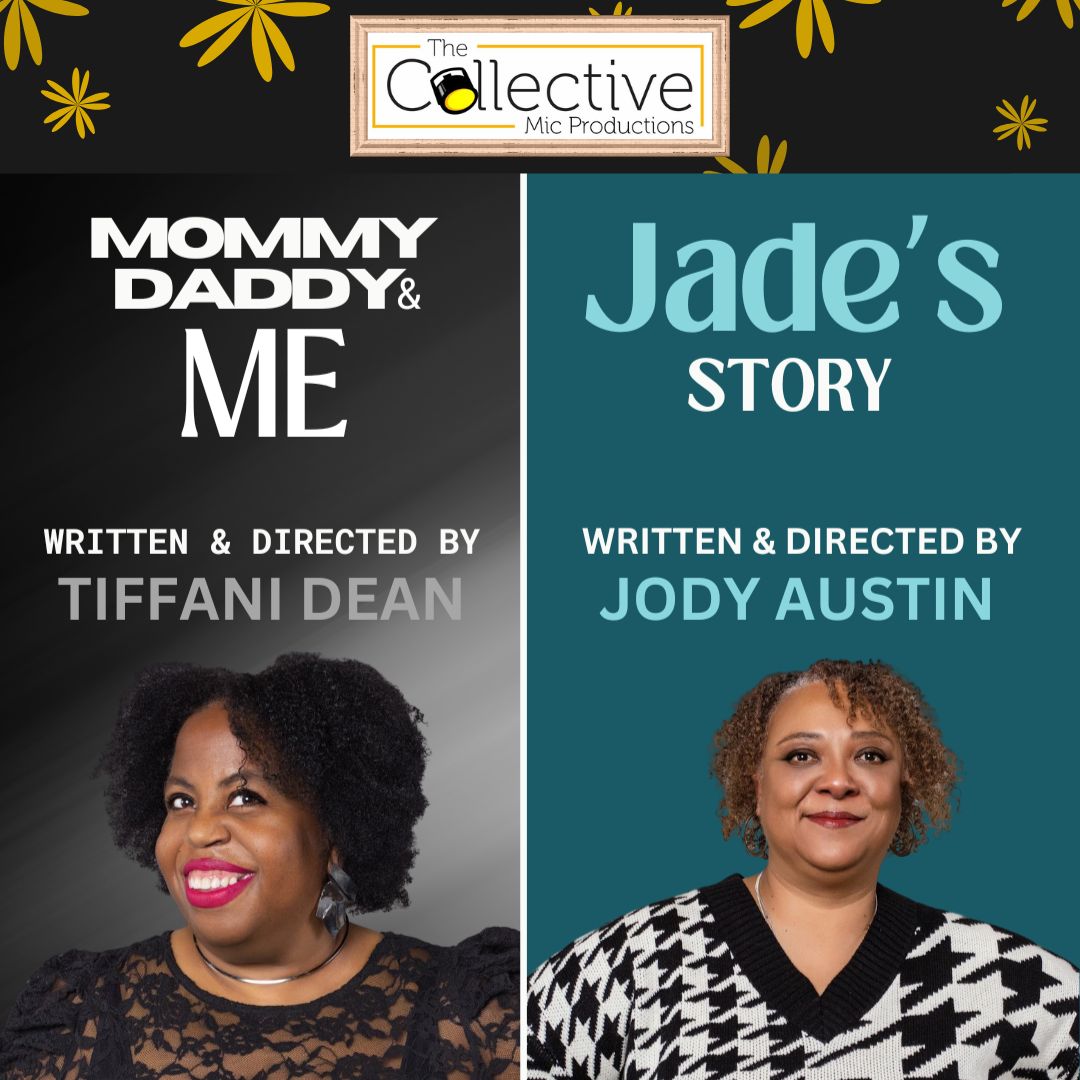 The
Collective
Mic Productions
MOMMY
DADDY&
ME
WRITTEN & DIRECTED BY
TIFFANI DEAN
Jade's
STORY
WRITTEN & DIRECTED BY
JODY AUSTIN